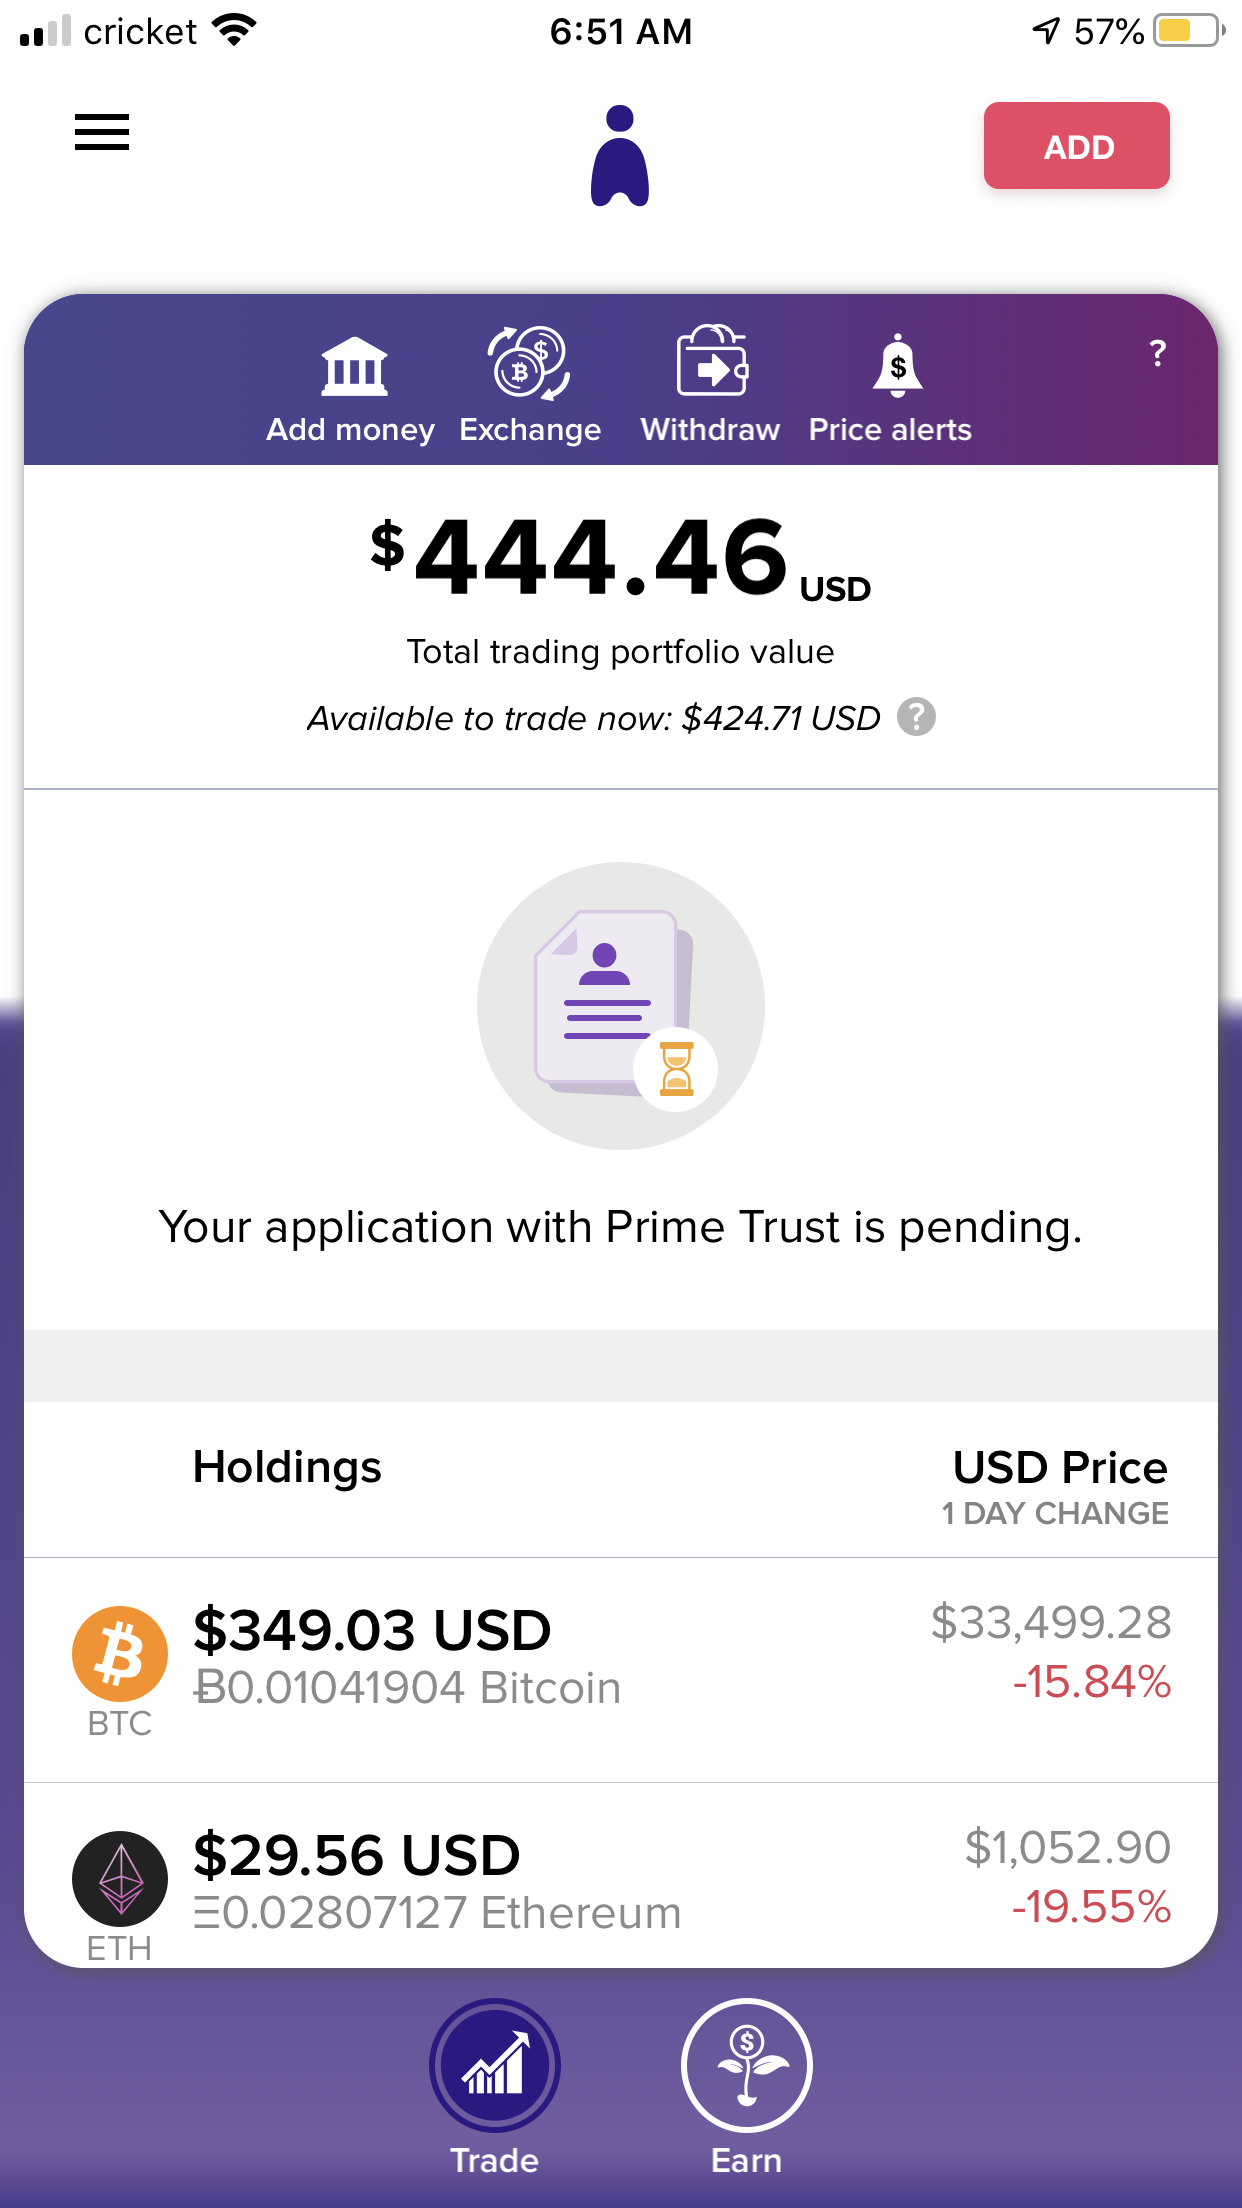 cricket 6:51 AM 57%
ADD
?
Add money Exchange Withdraw Price alerts
$444.46 USD
Total trading portfolio value
Available to trade now: $424.71 USD ?
Your application with Prime Trust is pending.
Holdings USD Price
1 DAY CHANGE
$349.03 USD $33,499.28
Ƀ0.01041904 Bitcoin -15.84%
BTC
$29.56 USD $1,052.90
Ξ0.02807127 Ethereum -19.55%
ETH
Trade Earn